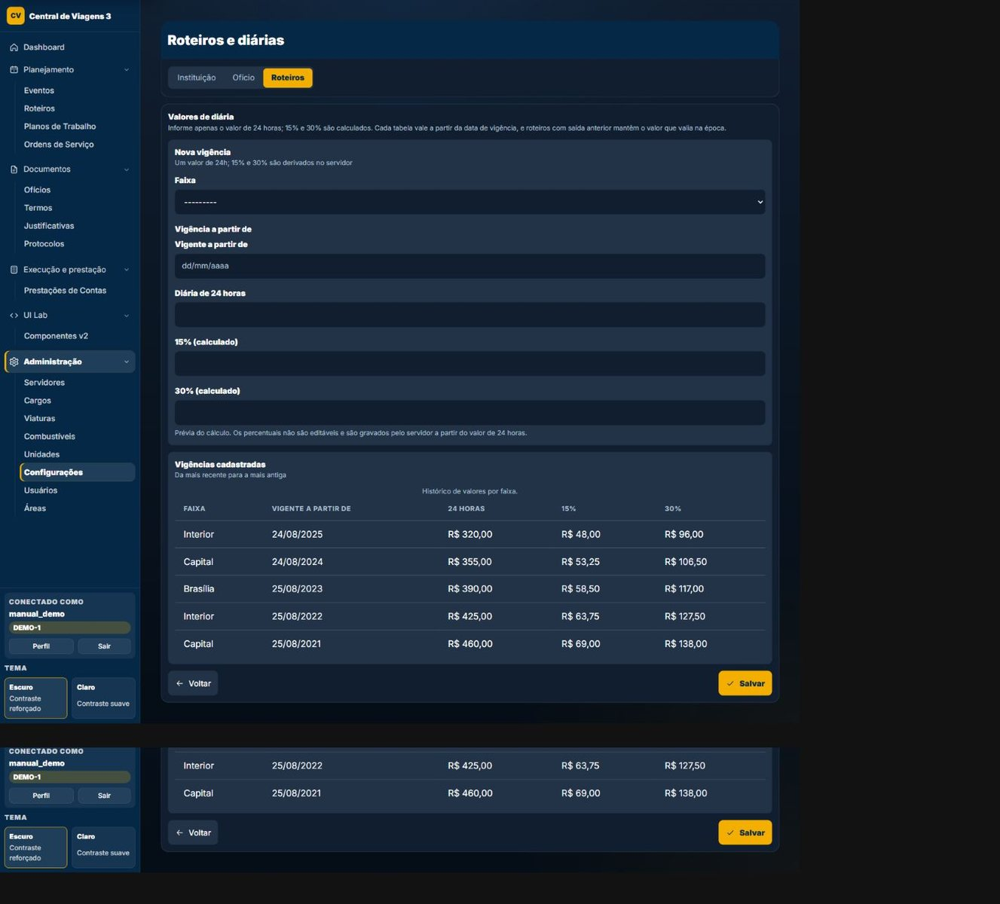 CV Central de Viagens 3
Dashboard
Planejamento
Eventos
Roteiros
Planos de Trabalho
Ordens de Serviço
Documentos
Ofícios
Termos
Justificativas
Protocolos
Execução e prestação
Prestações de Contas
UI Lab
Componentes v2
Administração
Servidores
Cargos
Viaturas
Combustíveis
Unidades
Configurações
Usuários
Áreas
CONECTADO COMO
manual_demo
DEMO-1
Perfil Sair
TEMA
Escuro
Contraste
reforçado
Claro
Contraste suave
Roteiros e diárias
Instituição Ofício Roteiros
Valores de diária
Informe apenas o valor de 24 horas; 15% e 30% são calculados. Cada tabela vale a partir da data de vigência, e roteiros com saída anterior mantêm o valor que valia na época.
Nova vigência
Um valor de 24h; 15% e 30% são derivados no servidor
Faixa
---------
Vigência a partir de
Vigente a partir de
dd/mm/aaaa
Diária de 24 horas
15% (calculado)
30% (calculado)
Prévia do cálculo. Os percentuais não são editáveis e são gravados pelo servidor a partir do valor de 24 horas.
Vigências cadastradas
Da mais recente para a mais antiga
Histórico de valores por faixa.
FAIXA VIGENTE A PARTIR DE 24 HORAS 15% 30%
Interior 24/08/2025 R$ 320,00 R$ 48,00 R$ 96,00
Capital 24/08/2024 R$ 355,00 R$ 53,25 R$ 106,50
Brasília 25/08/2023 R$ 390,00 R$ 58,50 R$ 117,00
Interior 25/08/2022 R$ 425,00 R$ 63,75 R$ 127,50
Capital 25/08/2021 R$ 460,00 R$ 69,00 R$ 138,00
Voltar Salvar
CONECTADO COMO
manual_demo
DEMO-1
Perfil Sair
TEMA
Escuro
Contraste
reforçado
Claro
Contraste suave
Interior 25/08/2022 R$ 425,00 R$ 63,75 R$ 127,50
Capital 25/08/2021 R$ 460,00 R$ 69,00 R$ 138,00
Voltar Salvar